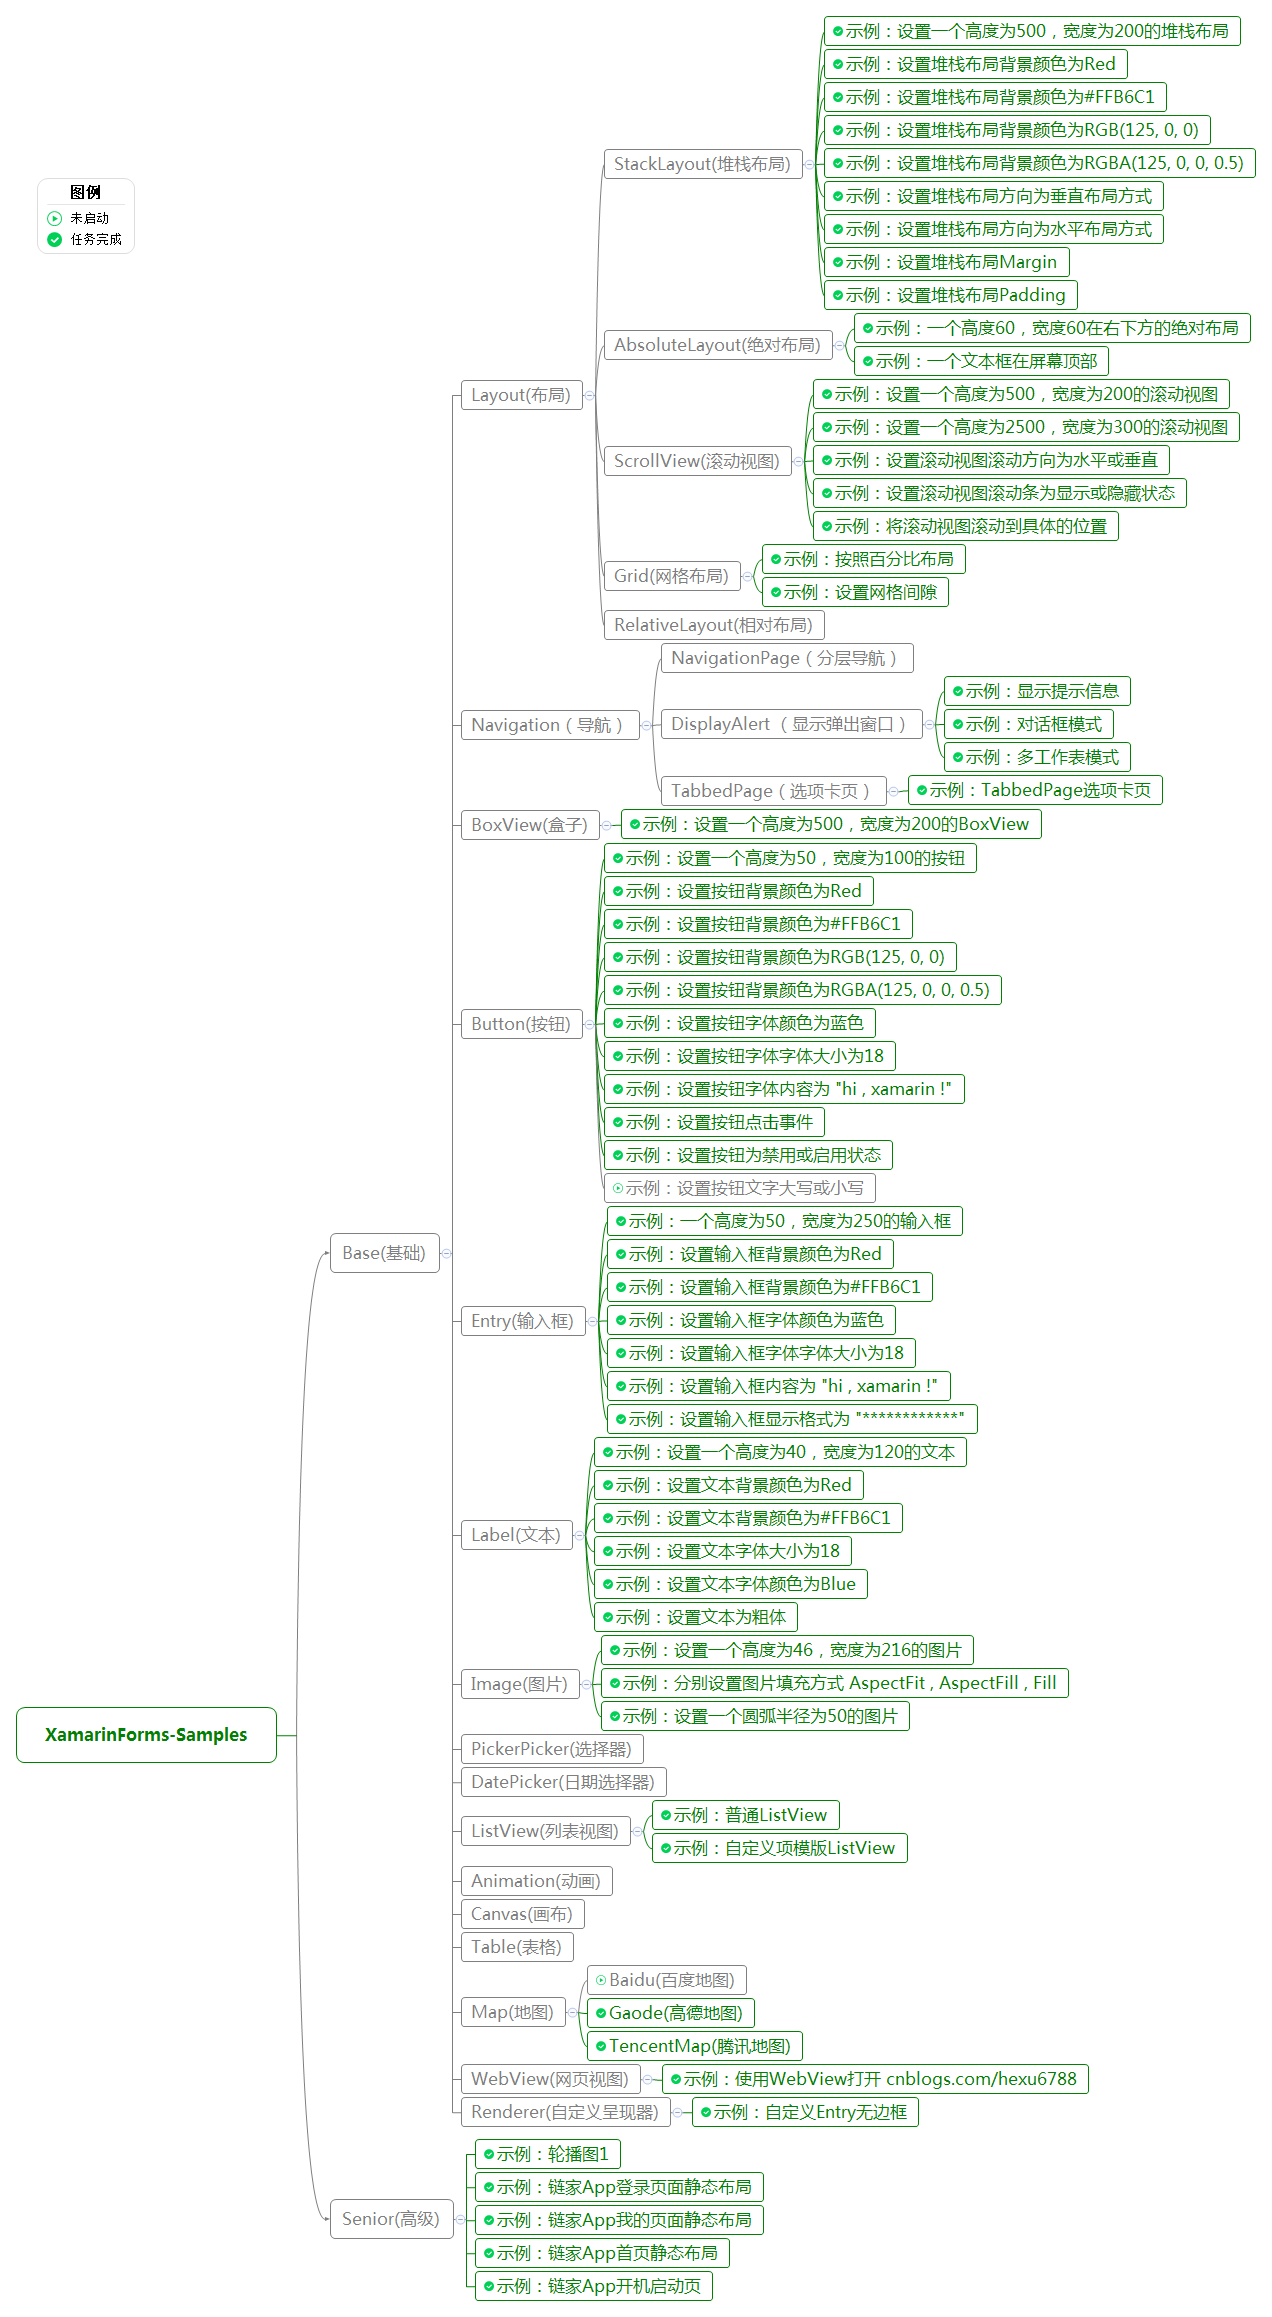 图例
未启动
任务完成
XamarinForms-Samples
Base(基础)
Layout(布局)
StackLayout(堆栈布局)
示例：设置一个高度为500，宽度为200的堆栈布局
示例：设置堆栈布局背景颜色为Red
示例：设置堆栈布局背景颜色为#FFB6C1
示例：设置堆栈布局背景颜色为RGB(125, 0, 0)
示例：设置堆栈布局背景颜色为RGBA(125, 0, 0, 0.5)
示例：设置堆栈布局方向为垂直布局方式
示例：设置堆栈布局方向为水平布局方式
示例：设置堆栈布局Margin
示例：设置堆栈布局Padding
AbsoluteLayout(绝对布局)
示例：一个高度60，宽度60在右下方的绝对布局
示例：一个文本框在屏幕顶部
ScrollView(滚动视图)
示例：设置一个高度为500，宽度为200的滚动视图
示例：设置一个高度为2500，宽度为300的滚动视图
示例：设置滚动视图滚动方向为水平或垂直
示例：设置滚动视图滚动条为显示或隐藏状态
示例：将滚动视图滚动到具体的位置
Grid(网格布局)
示例：按照百分比布局
示例：设置网格间隙
RelativeLayout(相对布局)
Navigation（导航）
NavigationPage（分层导航）
DisplayAlert （显示弹出窗口）
示例：显示提示信息
示例：对话框模式
示例：多工作表模式
TabbedPage（选项卡页）
示例：TabbedPage选项卡页
BoxView(盒子)
示例：设置一个高度为500，宽度为200的BoxView
Button(按钮)
示例：设置一个高度为50，宽度为100的按钮
示例：设置按钮背景颜色为Red
示例：设置按钮背景颜色为#FFB6C1
示例：设置按钮背景颜色为RGB(125, 0, 0)
示例：设置按钮背景颜色为RGBA(125, 0, 0, 0.5)
示例：设置按钮字体颜色为蓝色
示例：设置按钮字体字体大小为18
示例：设置按钮字体内容为 "hi , xamarin !"
示例：设置按钮点击事件
示例：设置按钮为禁用或启用状态
示例：设置按钮文字大写或小写
Entry(输入框)
示例：一个高度为50，宽度为250的输入框
示例：设置输入框背景颜色为Red
示例：设置输入框背景颜色为#FFB6C1
示例：设置输入框字体颜色为蓝色
示例：设置输入框字体字体大小为18
示例：设置输入框内容为 "hi , xamarin !"
示例：设置输入框显示格式为 "************"
Label(文本)
示例：设置一个高度为40，宽度为120的文本
示例：设置文本背景颜色为Red
示例：设置文本背景颜色为#FFB6C1
示例：设置文本字体大小为18
示例：设置文本字体颜色为Blue
示例：设置文本为粗体
Image(图片)
示例：设置一个高度为46，宽度为216的图片
示例：分别设置图片填充方式 AspectFit , AspectFill , Fill
示例：设置一个圆弧半径为50的图片
PickerPicker(选择器)
DatePicker(日期选择器)
ListView(列表视图)
示例：普通ListView
示例：自定义项模版ListView
Animation(动画)
Canvas(画布)
Table(表格)
Map(地图)
Baidu(百度地图)
Gaode(高德地图)
TencentMap(腾讯地图)
WebView(网页视图)
示例：使用WebView打开 cnblogs.com/hexu6788
Renderer(自定义呈现器)
示例：自定义Entry无边框
Senior(高级)
示例：轮播图1
示例：链家App登录页面静态布局
示例：链家App我的页面静态布局
示例：链家App首页静态布局
示例：链家App开机启动页